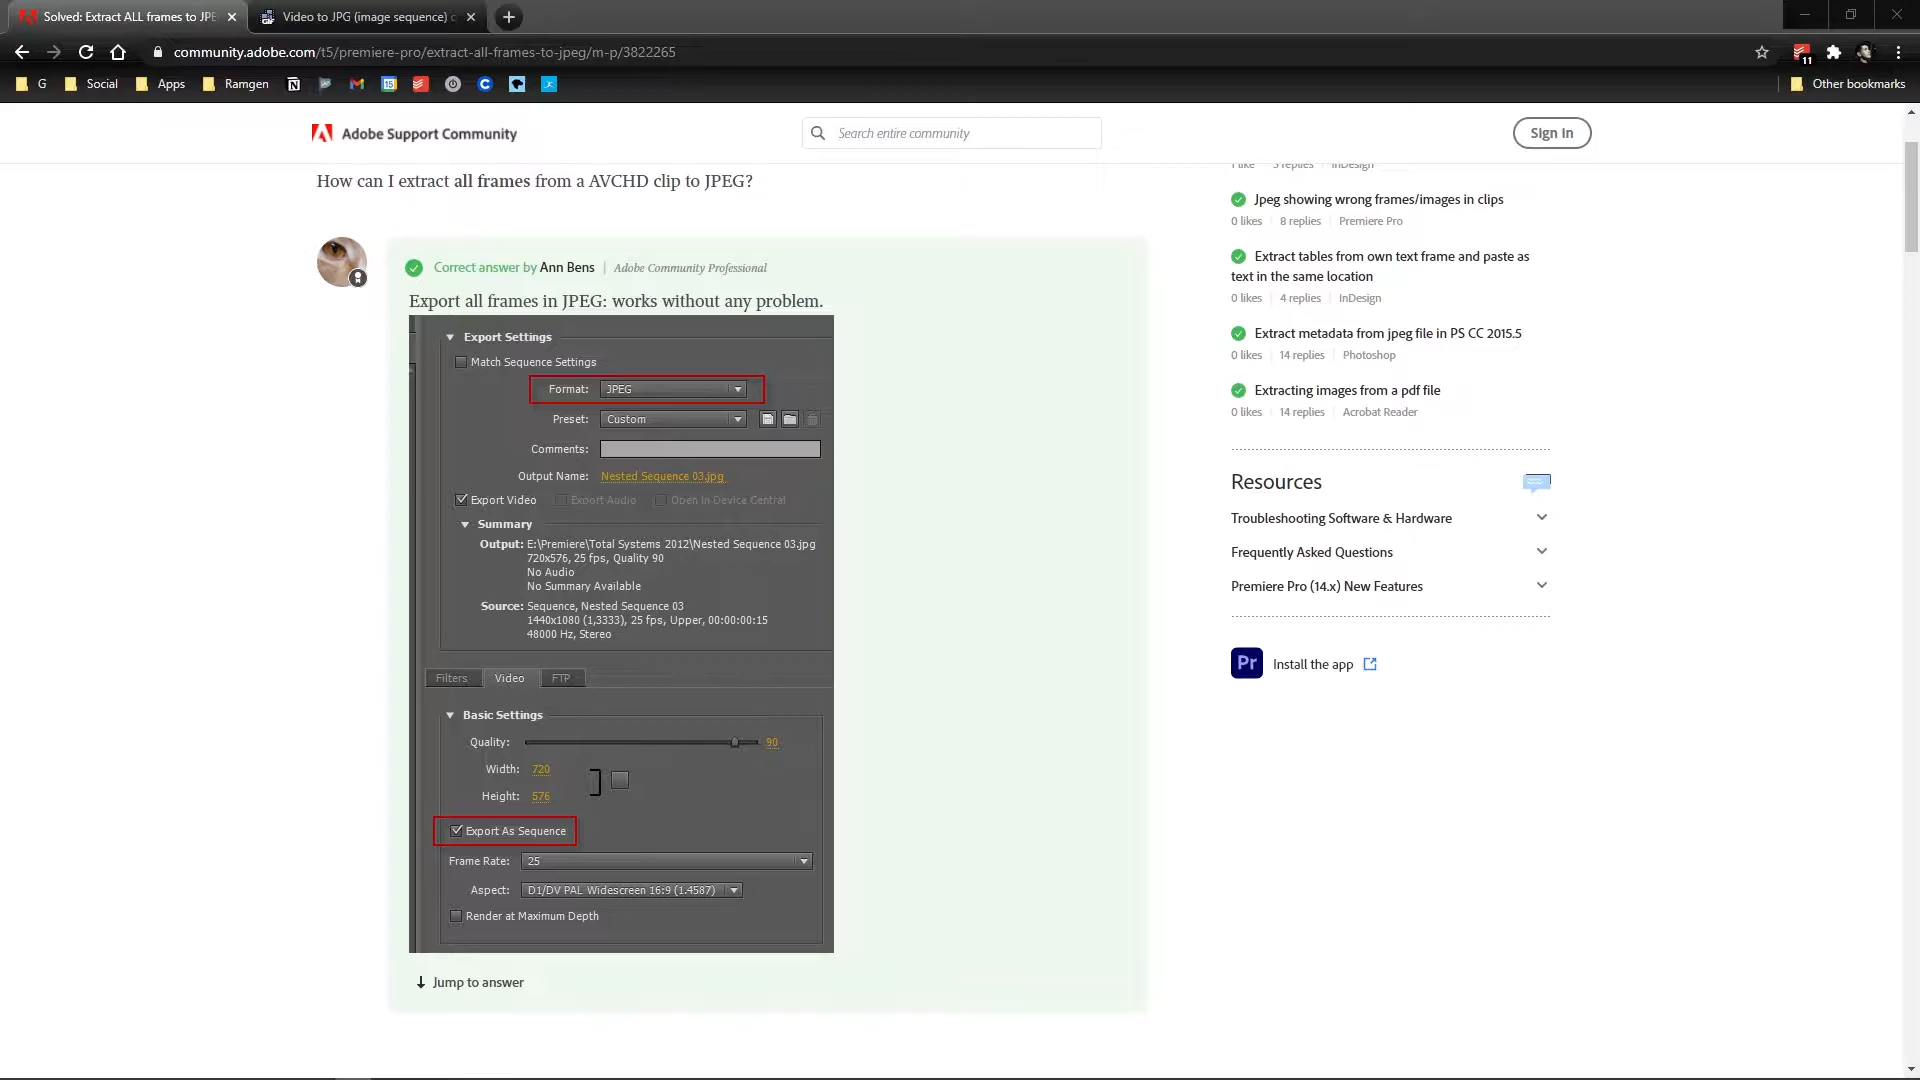 Solved: Extract ALL frames to JPE
Video to JPG (image sequence) c
community.adobe.com/t5/premiere-pro/extract-all-frames-to-jpeg/m-p/3822265
11
G
Social
Apps
Ramgen
15
Other bookmarks
Adobe Support Community
Search entire community
Sign In
1 like 3 replies InDesign
How can I extract all frames from a AVCHD clip to JPEG?
Correct answer by Ann Bens | Adobe Community Professional
Export all frames in JPEG: works without any problem.
Export Settings
Match Sequence Settings
Format: JPEG
Preset: Custom
Comments:
Output Name: Nested Sequence 03.jpg
Export Video Export Audio Open in Device Central
Summary
Output: E:\Premiere\Total Systems 2012\Nested Sequence 03.jpg
720x576, 25 fps, Quality 90
No Audio
No Summary Available
Source: Sequence, Nested Sequence 03
1440x1080 (1,3333), 25 fps, Upper, 00:00:00:15
48000 Hz, Stereo
Filters Video FTP
Basic Settings
Quality: 90
Width: 720
Height: 576
Export As Sequence
Frame Rate: 25
Aspect: D1/DV PAL Widescreen 16:9 (1.4587)
Render at Maximum Depth
Jump to answer
Jpeg showing wrong frames/images in clips
0 likes 8 replies Premiere Pro
Extract tables from own text frame and paste as
text in the same location
0 likes 4 replies InDesign
Extract metadata from jpeg file in PS CC 2015.5
0 likes 14 replies Photoshop
Extracting images from a pdf file
0 likes 14 replies Acrobat Reader
Resources
Troubleshooting Software & Hardware
Frequently Asked Questions
Premiere Pro (14.x) New Features
Pr Install the app